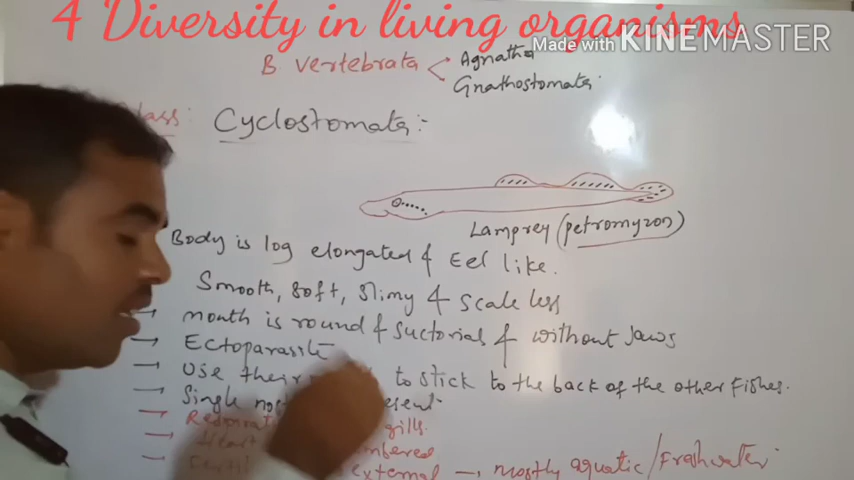 4 Diversity in living organisms
Made with KINEMASTER
B. vertebrata < Agnatha
Gnathostomata
Class:
Cyclostomata:-
Lamprey (petromyzon)
Body is log elongated & Eel like.
Smooth, soft, slimy & scale less
mouth is round & suctorial & without Jaws
Ectoparasite
Use their to stick to the back of the other fishes.
Single present.
gills.
external → mostly aquatic/Freshwater